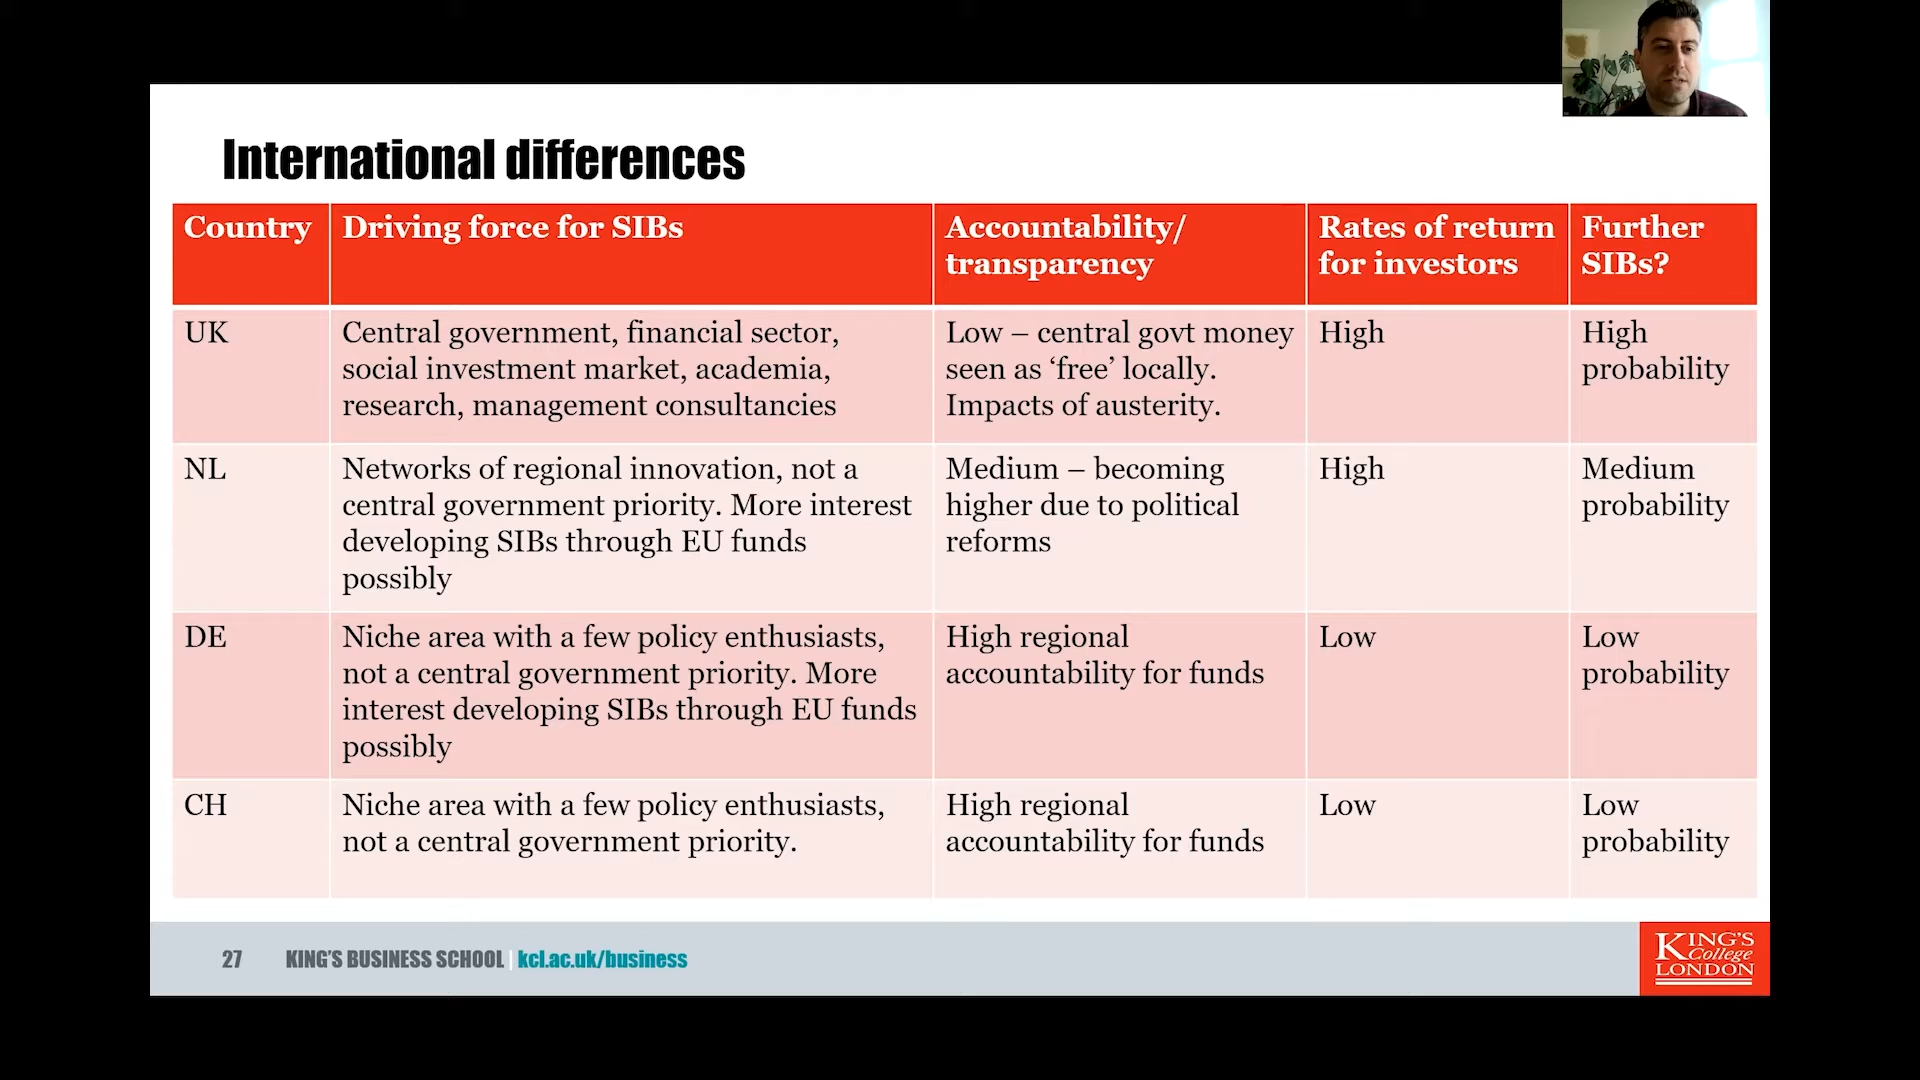 International differences
Country
Driving force for SIBs
Accountability/
transparency
Rates of return
for investors
Further
SIBs?
UK
Central government, financial sector,
social investment market, academia,
research, management consultancies
Low – central govt money
seen as ‘free’ locally.
Impacts of austerity.
High
High
probability
NL
Networks of regional innovation, not a
central government priority. More interest
developing SIBs through EU funds
possibly
Medium – becoming
higher due to political
reforms
High
Medium
probability
DE
Niche area with a few policy enthusiasts,
not a central government priority. More
interest developing SIBs through EU funds
possibly
High regional
accountability for funds
Low
Low
probability
CH
Niche area with a few policy enthusiasts,
not a central government priority.
High regional
accountability for funds
Low
Low
probability
27 KING'S BUSINESS SCHOOL | kcl.ac.uk/business
KING'S
College
LONDON